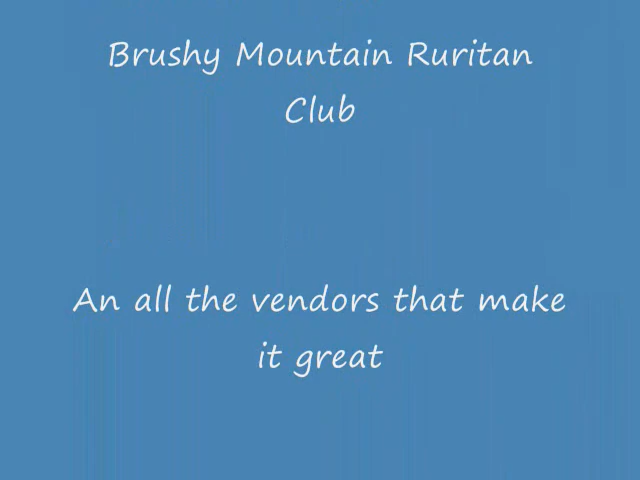 Brushy Mountain Ruritan
Club
An all the vendors that make
it great